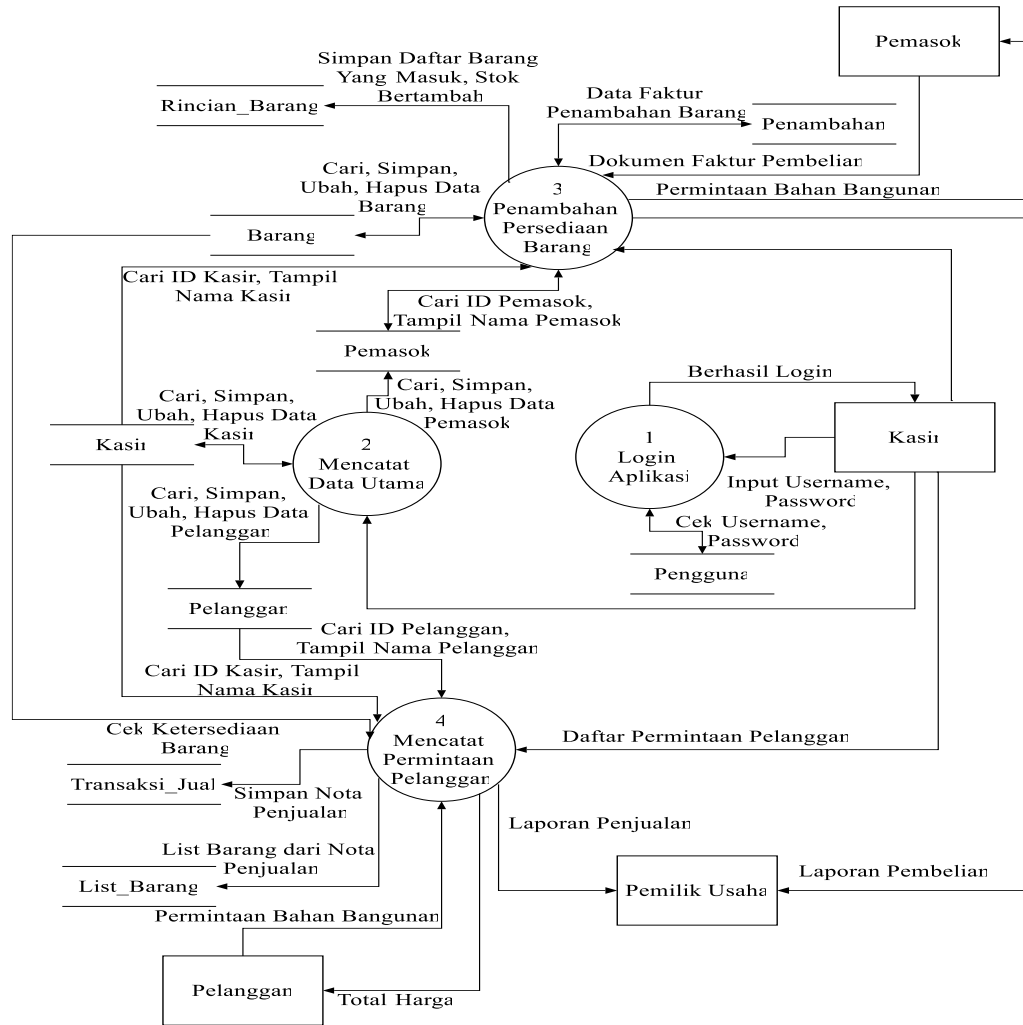 Pemasok
Simpan Daftar Barang
Yang Masuk, Stok
Bertambah
Rincian_Barang
Data Faktur
Penambahan Barang
Penambahan
Dokumen Faktur Pembelian
Permintaan Bahan Bangunan
Cari, Simpan,
Ubah, Hapus Data
Barang
3
Penambahan
Persediaan
Barang
Barang
Cari ID Kasir, Tampil
Nama Kasir
Cari ID Pemasok,
Tampil Nama Pemasok
Pemasok
Berhasil Login
Cari, Simpan,
Ubah, Hapus Data
Pemasok
Cari, Simpan,
Ubah, Hapus Data
Kasir
Kasir
2
Mencatat
Data Utama
1
Login
Aplikasi
Kasir
Input Username,
Password
Cari, Simpan,
Ubah, Hapus Data
Pelanggan
Cek Username,
Password
Pengguna
Pelanggan
Cari ID Pelanggan,
Tampil Nama Pelanggan
Cari ID Kasir, Tampil
Nama Kasir
Cek Ketersediaan
Barang
4
Mencatat
Permintaan
Pelanggan
Daftar Permintaan Pelanggan
Transaksi_Jual
Simpan Nota
Penjualan
Laporan Penjualan
List Barang dari Nota
Penjualan
List_Barang
Pemilik Usaha
Laporan Pembelian
Permintaan Bahan Bangunan
Pelanggan
Total Harga